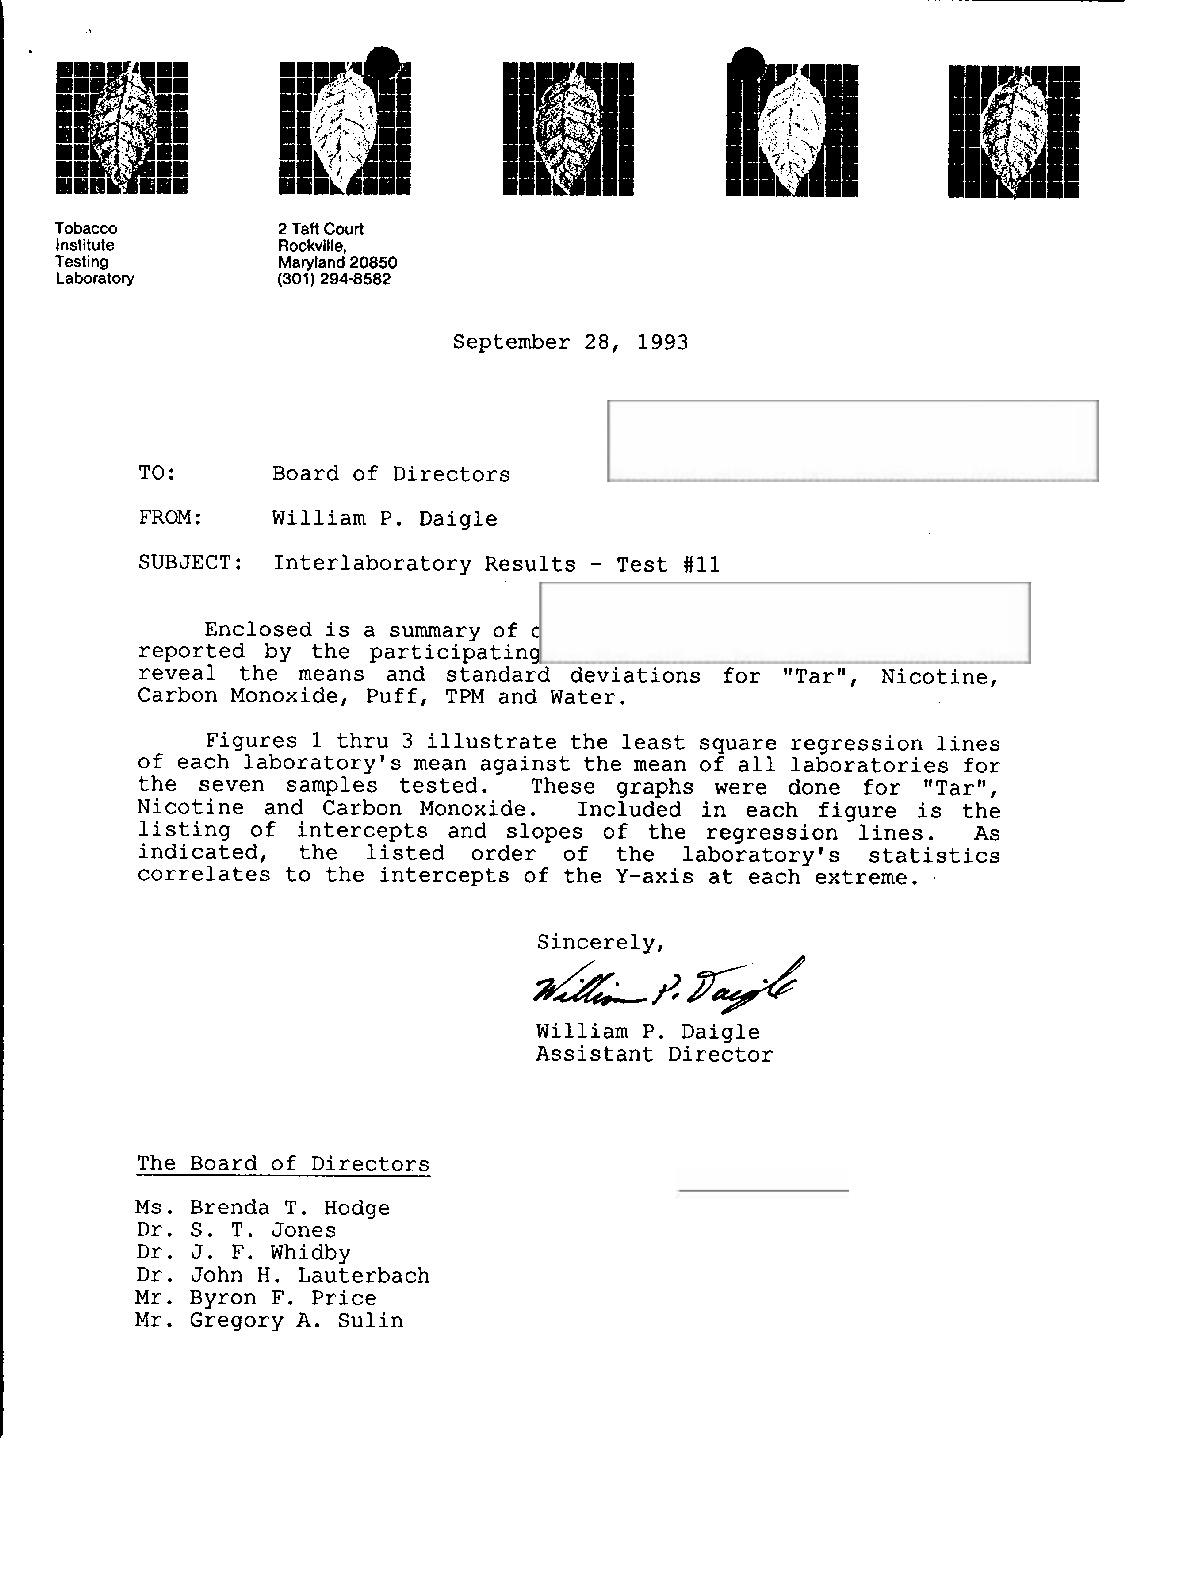 Tobacco
Institute
Testing
Laboratory
2 Taft Court
Rockville,
Maryland 20850
(301) 294-8582
September 28, 1993
TO: Board of Directors
FROM: William P. Daigle
SUBJECT: Interlaboratory Results - Test #11
Enclosed is a summary of
reported by the participating
reveal the means and standard deviations for "Tar", Nicotine,
Carbon Monoxide, Puff, TPM and Water.
Figures 1 thru 3 illustrate the least square regression lines
of each laboratory's mean against the mean of all laboratories for
the seven samples tested. These graphs were done for "Tar",
Nicotine and Carbon Monoxide. Included in each figure is the
listing of intercepts and slopes of the regression lines. As
indicated, the listed order of the laboratory's statistics
correlates to the intercepts of the Y-axis at each extreme.
Sincerely,
William P. Daigle
William P. Daigle
Assistant Director
The Board of Directors
Ms. Brenda T. Hodge
Dr. S. T. Jones
Dr. J. F. Whidby
Dr. John H. Lauterbach
Mr. Byron F. Price
Mr. Gregory A. Sulin